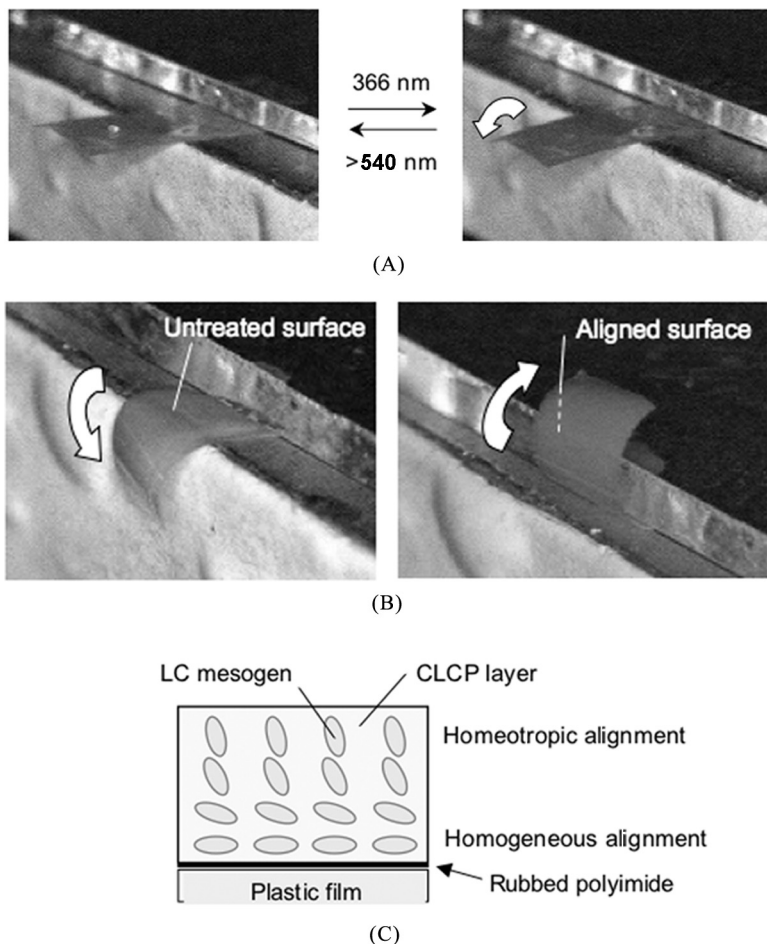 366 nm
>540 nm
(A)
Untreated surface
Aligned surface
(B)
LC mesogen
CLCP layer
Homeotropic alignment
Homogeneous alignment
Rubbed polyimide
Plastic film
(C)